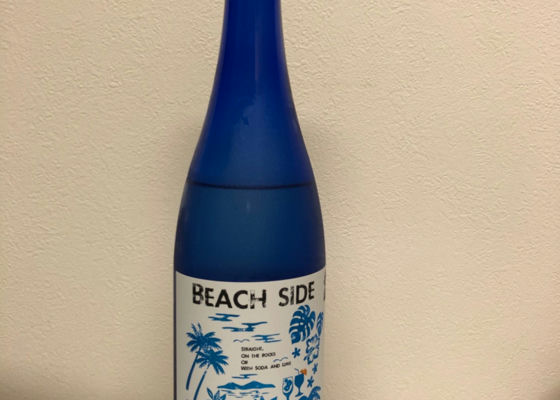 BEACH SIDE
STRAIGHT,
ON THE ROCKS
OR
WITH SODA AND LIME